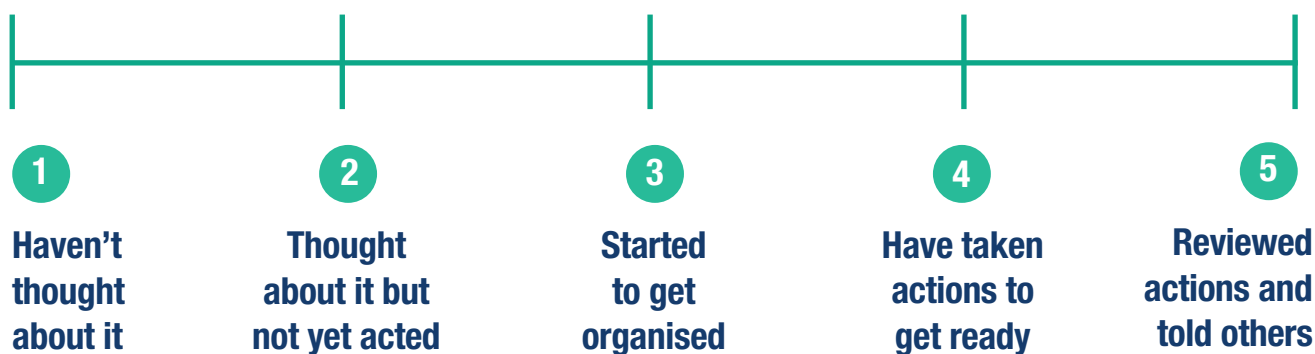 1
Haven’t
thought
about it
2
Thought
about it but
not yet acted
3
Started
to get
organised
4
Have taken
actions to
get ready
5
Reviewed
actions and
told others